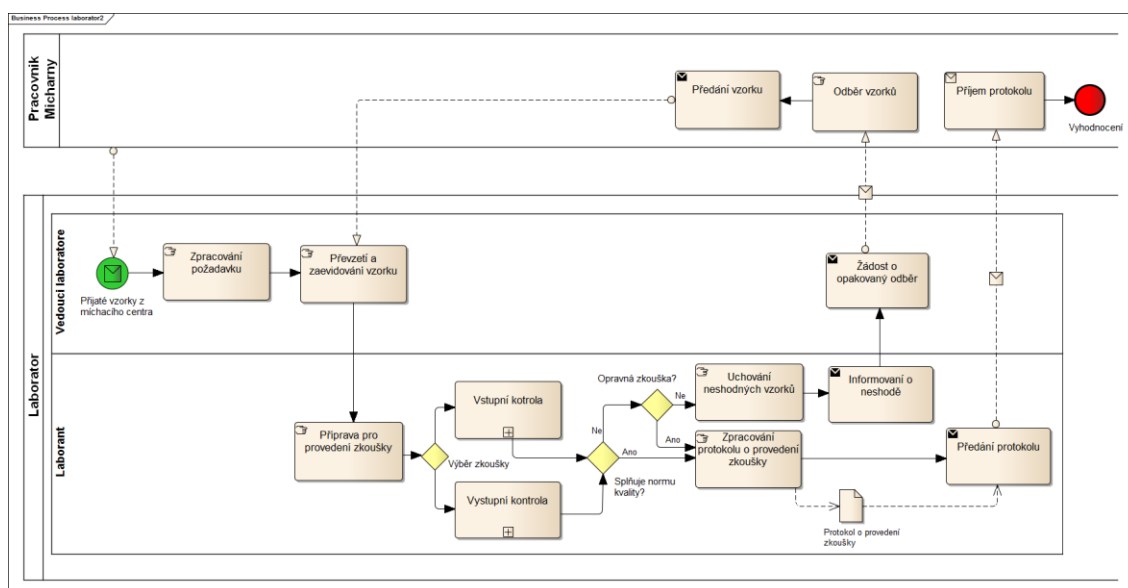 Business Process laborator2
Pracovnik
Micharny
Předání vzorku
Odběr vzorků
Příjem protokolu
Vyhodnocení
Laborator
Vedouci laboratore
Přijaté vzorky z
míchacího centra
Zpracování
požadavku
Převzetí a
zaevidování vzorku
Žádost o
opakovaný odběr
Laborant
Příprava pro
provedení zkoušky
Výběr zkoušky
Vstupní kotrola
Vystupní kontrola
Splňuje normu
kvality?
Ne
Ano
Opravná zkouška?
Ne
Ano
Uchování
neshodných vzorků
Informovaní o
neshodě
Zpracování
protokolu o provedení
zkoušky
Předání protokolu
Protokol o provedení
zkoušky